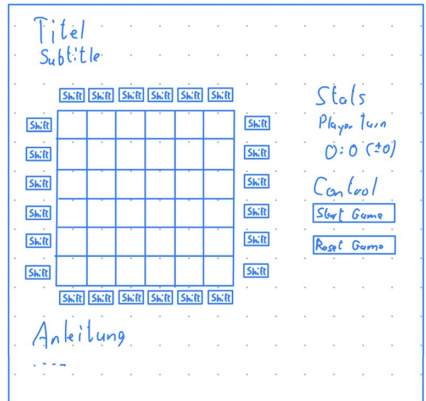 Titel
Subtitle
Shift Shift Shift Shift Shift Shift
Stats
Shift Shift
Player turn
Shift Shift
0:0 (±0)
Shift Shift
Control
Shift Shift
Start Game
Shift Shift
Reset Game
Shift Shift
Shift Shift Shift Shift Shift Shift
Anleitung
....